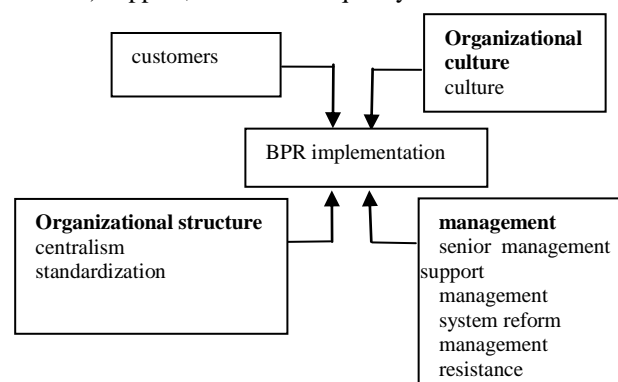 customers
Organizational
culture
culture
BPR implementation
Organizational structure
centralism
standardization
management
senior management
support
management
system reform
management
resistance